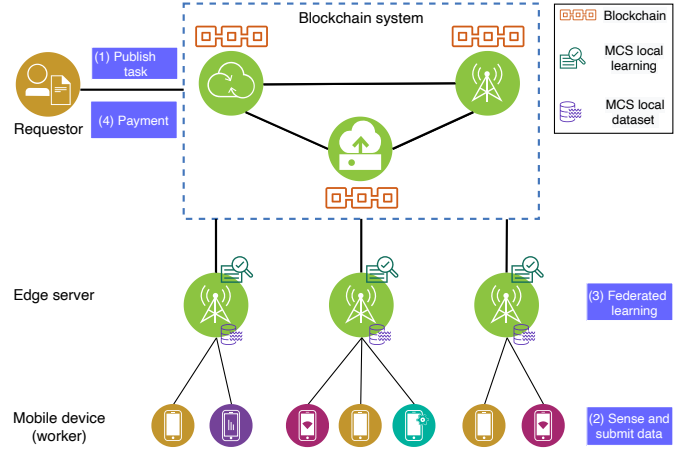 Blockchain system
Blockchain
MCS local
learning
MCS local
dataset
(1) Publish
task
(4) Payment
Requestor
Edge server
(3) Federated
learning
Mobile device
(worker)
(2) Sense and
submit data